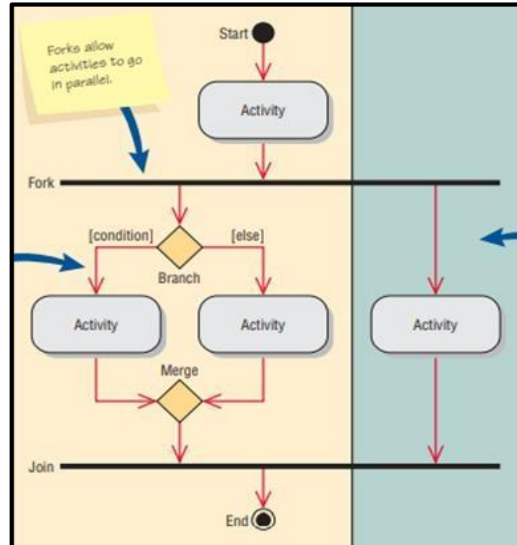 Forks allow
activities to go
in parallel.
Start
Activity
Fork
[condition]
[else]
Branch
Activity
Activity
Activity
Merge
Join
End